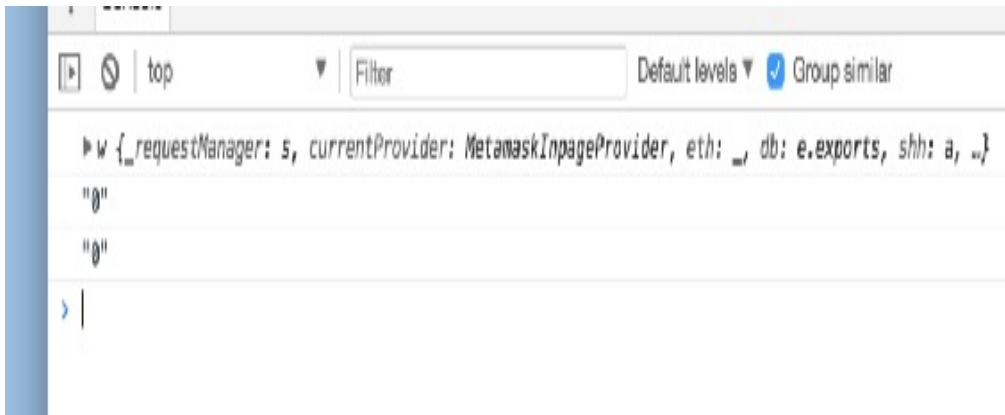 top ▼ Filter Default levels ▼ Group similar
▶ w {_requestManager: s, currentProvider: MetamaskInpageProvider, eth: _, db: e.exports, shh: a, …}
"0"
"0"
>